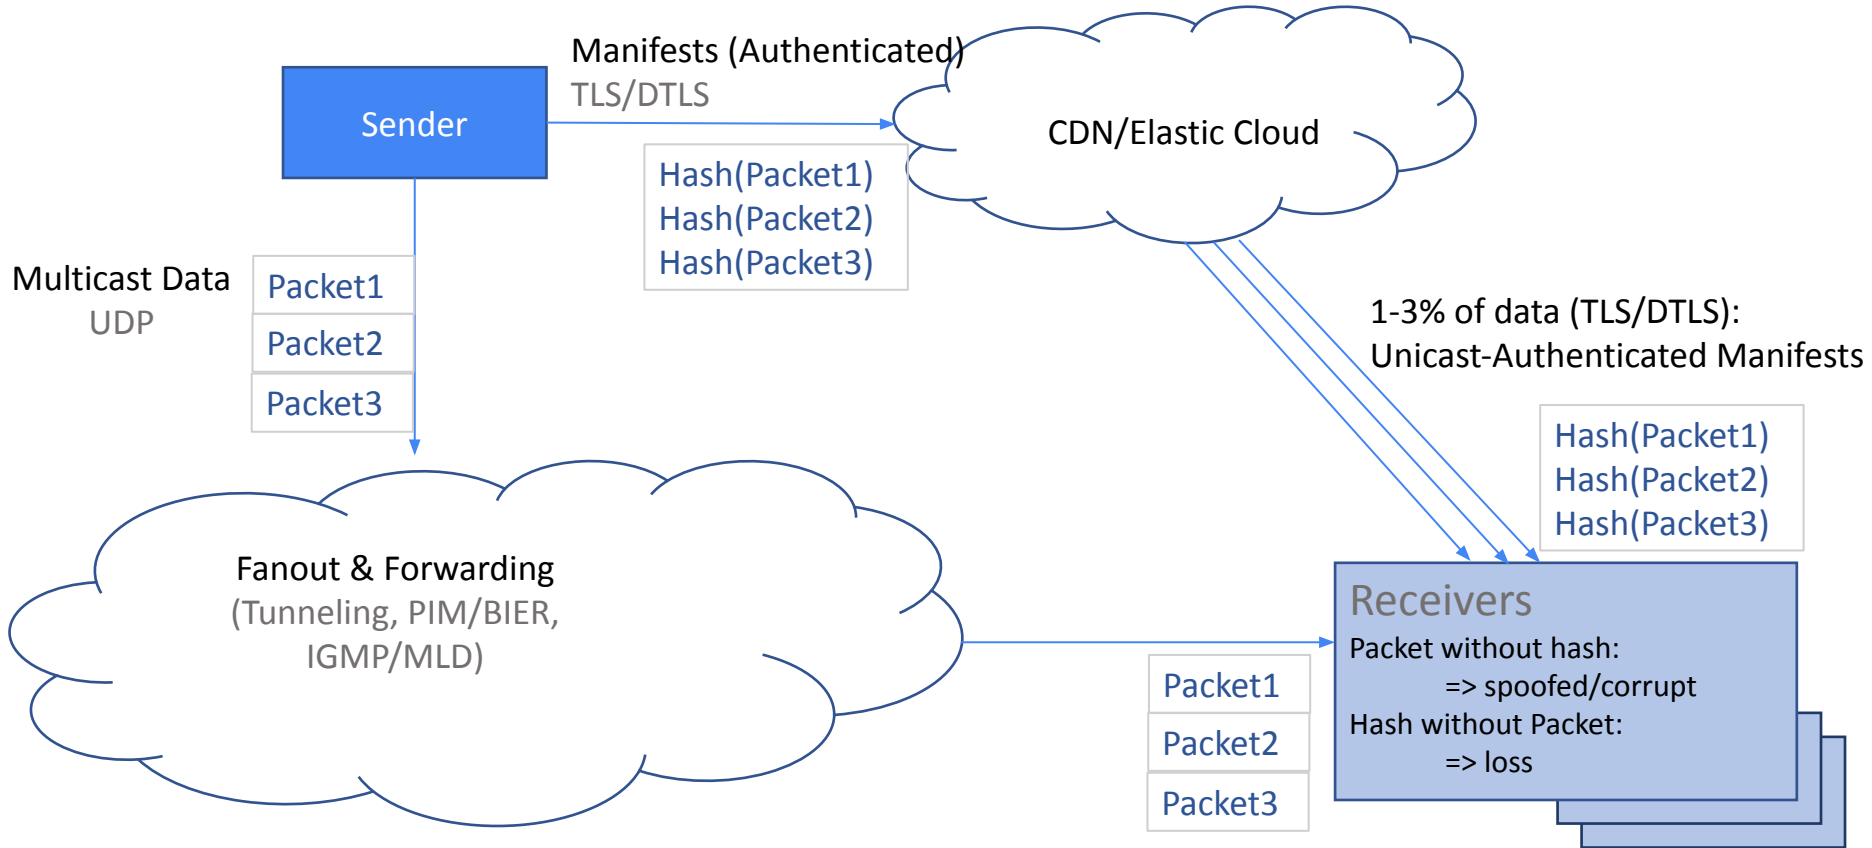 Manifests (Authenticated)
TLS/DTLS
Sender
CDN/Elastic Cloud
Hash(Packet1)
Hash(Packet2)
Hash(Packet3)
Multicast Data
UDP
Packet1
Packet2
Packet3
1-3% of data (TLS/DTLS):
Unicast-Authenticated Manifests
Hash(Packet1)
Hash(Packet2)
Hash(Packet3)
Fanout & Forwarding
(Tunneling, PIM/BIER,
IGMP/MLD)
Packet1
Packet2
Packet3
Receivers
Packet without hash:
=> spoofed/corrupt
Hash without Packet:
=> loss